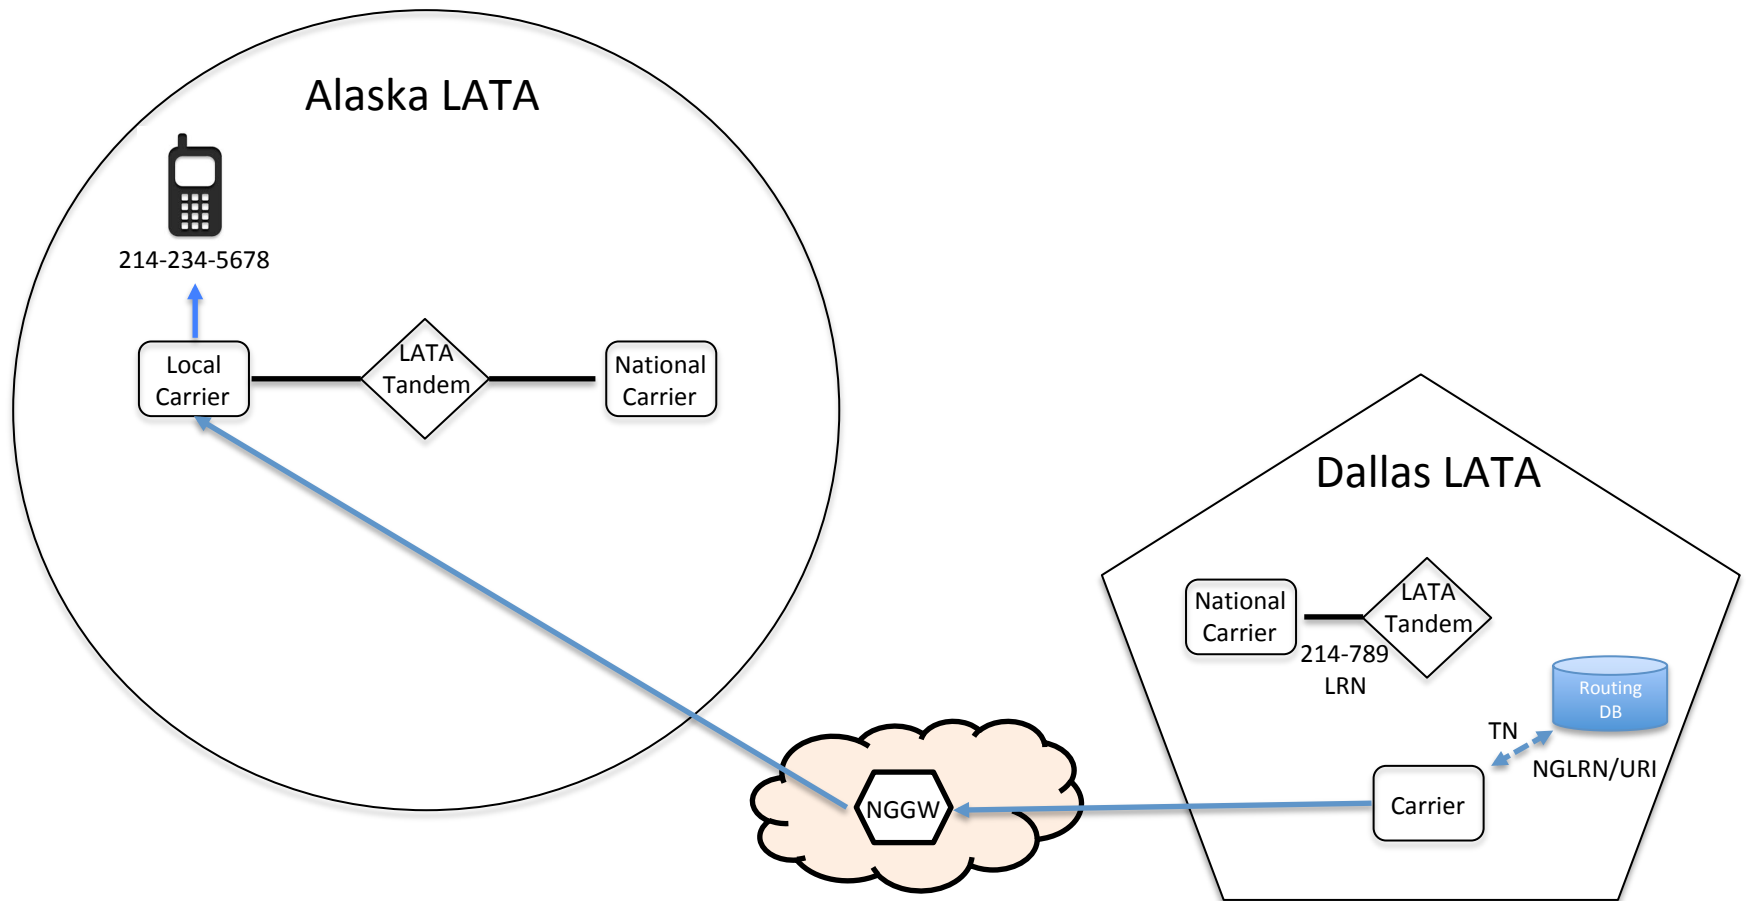 Alaska LATA
214-234-5678
Local
Carrier
LATA
Tandem
National
Carrier
Dallas LATA
National
Carrier
LATA
Tandem
214-789
LRN
Routing
DB
TN
NGLRN/URI
Carrier
NGGW